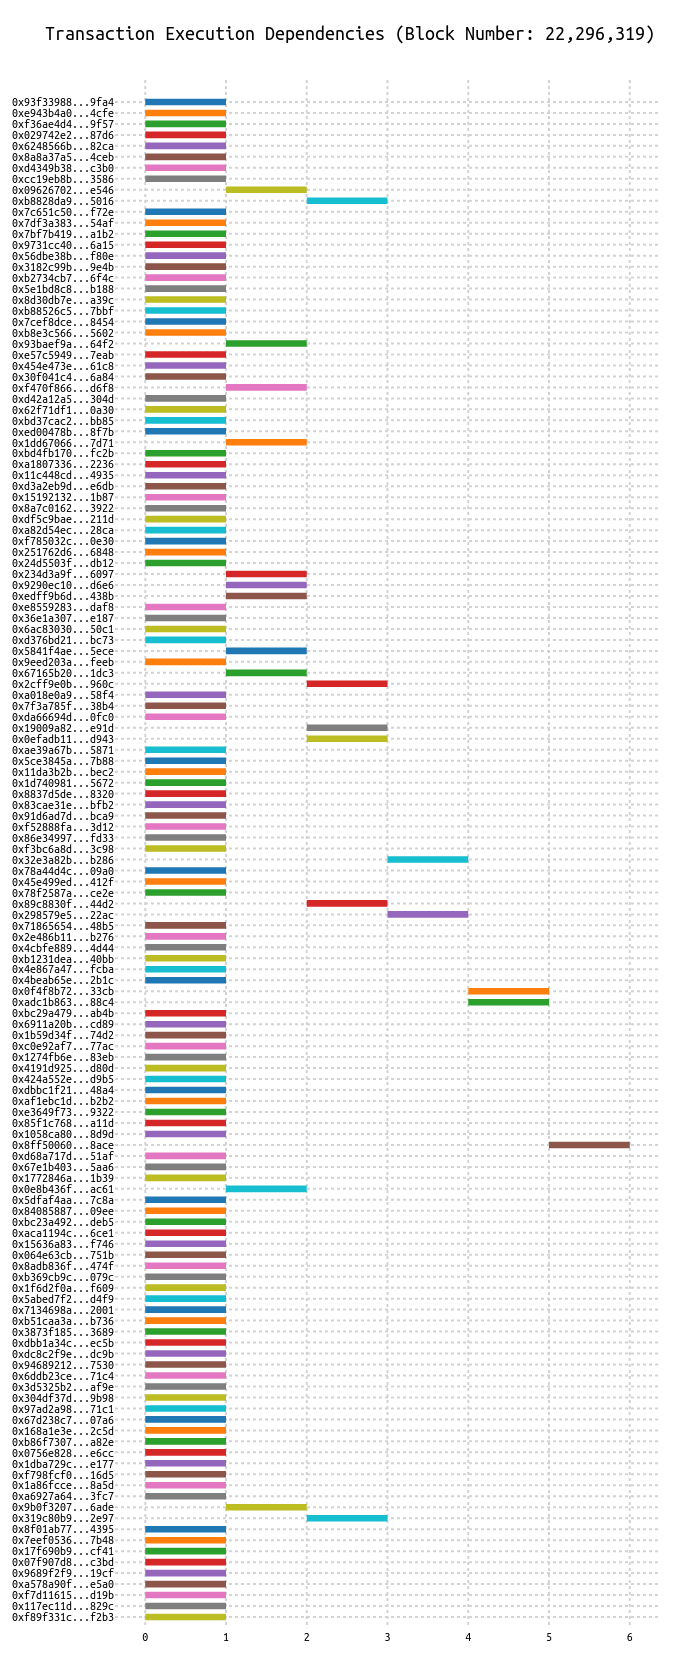 Transaction Execution Dependencies (Block Number: 22,296,319)
0x93f33988...9fa4
0xe943b4a0...4cfe
0xf36ae4d4...9f57
0x029742e2...87d6
0x6248566b...82ca
0x8a8a37a5...4ceb
0xd4349b38...c3b0
0xcc19eb8b...3586
0x09626702...e546
0xb8828da9...5016
0x7c651c50...f72e
0x7df3a383...54af
0x7bf7b419...a1b2
0x9731cc40...6a15
0x56dbe38b...f80e
0x3182c99b...9e4b
0xb2734cb7...6f4c
0x5e1bd8c8...b188
0x8d30db7e...a39c
0xb88526c5...7bbf
0x7cef8dce...8454
0xb8e3c566...5602
0x93baef9a...64f2
0xe57c5949...7eab
0x454e473e...61c8
0x30f041c4...6a84
0xf470f866...d6f8
0xd42a12a5...304d
0x62f71df1...0a30
0xbd37cac2...bb85
0xed00478b...8f7b
0x1dd67066...7d71
0xbd4fb170...fc2b
0xa1807336...2236
0x11c448cd...4935
0xd3a2eb9d...e6db
0x15192132...1b87
0x8a7c0162...3922
0xdf5c9bae...211d
0xa82d54ec...28ca
0xf785032c...0e30
0x251762d6...6848
0x24d5503f...db12
0x234d3a9f...6097
0x9290ec10...d6e6
0xedff9b6d...438b
0xe8559283...daf8
0x36e1a307...e187
0x6ac83030...50c1
0xd376bd21...bc73
0x5841f4ae...5ece
0x9eed203a...feeb
0x67165b20...1dc3
0x2cff9e0b...960c
0xa018e0a9...58f4
0x7f3a785f...38b4
0xda66694d...0fc0
0x19009a82...e91d
0x0efadb11...d943
0xae39a67b...5871
0x5ce3845a...7b88
0x11da3b2b...bec2
0x1d740981...5672
0x8837d5de...8320
0x83cae31e...bfb2
0x91d6ad7d...bca9
0xf52888fa...3d12
0x86e34997...fd33
0xf3bc6a8d...3c98
0x32e3a82b...b286
0x78a44d4c...09a0
0x45e499ed...412f
0x78f2587a...ce2e
0x89c8830f...44d2
0x298579e5...22ac
0x71865654...48b5
0x2e486b11...b276
0x4cbfe889...4d44
0xb1231dea...40bb
0x4e867a47...fcba
0x4beab65e...2b1c
0x0f4f8b72...33cb
0xadc1b863...88c4
0xbc29a479...ab4b
0x6911a20b...cd89
0x1b59d34f...74d2
0xc0e92af7...77ac
0x1274fb6e...83eb
0x4191d925...d80d
0x424a552e...d9b5
0xdbbc1f21...48a4
0xaf1ebc1d...b2b2
0xe3649f73...9322
0x85f1c768...a11d
0x1058ca80...8d9d
0x8ff50060...8ace
0xd68a717d...51af
0x67e1b403...5aa6
0x1772846a...1b39
0x0e8b436f...ac61
0x5dfaf4aa...7c8a
0x84085887...09ee
0xbc23a492...deb5
0xaca1194c...6ce1
0x15636a83...f746
0x064e63cb...751b
0x8adb836f...474f
0xb369cb9c...079c
0x1f6d2f0a...f609
0x5abed7f2...d4f9
0x7134698a...2001
0xb51caa3a...b736
0x3873f185...3689
0xdbb1a34c...ec5b
0xdc8c2f9e...dc9b
0x94689212...7530
0x6ddb23ce...71c4
0x3d5325b2...af9e
0x304df37d...9b98
0x97ad2a98...71c1
0x67d238c7...07a6
0x168a1e3e...2c5d
0xb86f7307...a82e
0x0756e828...e6cc
0x1dba729c...e177
0xf798fcf0...16d5
0x1a86fcce...8a5d
0xa6927a64...3fc7
0x9b0f3207...6ade
0x319c80b9...2e97
0x8f01ab77...4395
0x7eef0536...7b48
0x17f690b9...cf41
0x07f907d8...c3bd
0x9689f2f9...19cf
0xa578a90f...e5a0
0xf7d11615...d19b
0x117ec11d...829c
0xf89f331c...f2b3
0 1 2 3 4 5 6